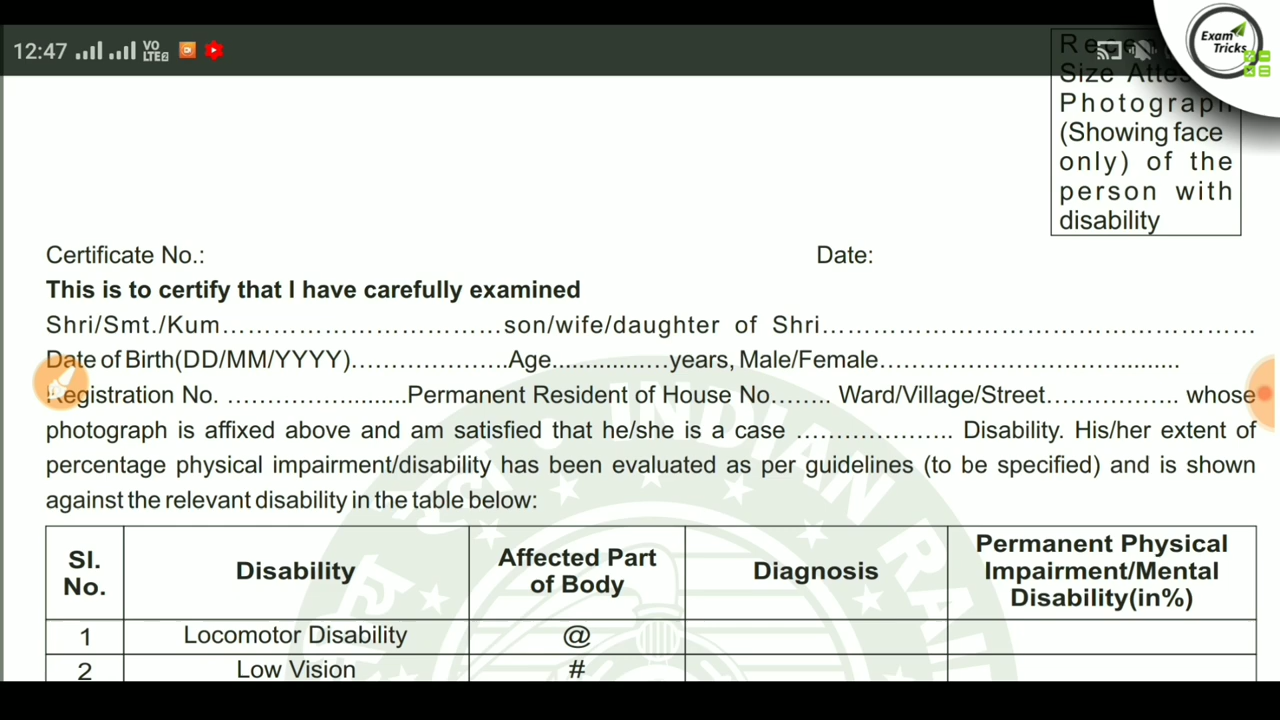 12:47 VO LTE2
Exam
Tricks
Size
Photograph
(Showing face
only) of the
person with
disability
Certificate No.: Date:
This is to certify that I have carefully examined
Shri/Smt./Kum……………………………son/wife/daughter of Shri……………………………………………
Date of Birth(DD/MM/YYYY)………………..Age..............….years, Male/Female………………………….........
Registration No. ……………..........Permanent Resident of House No…….. Ward/Village/Street…………….. whose
photograph is affixed above and am satisfied that he/she is a case ……………….. Disability. His/her extent of
percentage physical impairment/disability has been evaluated as per guidelines (to be specified) and is shown
against the relevant disability in the table below:
INDIAN RAIL
Sl. No. Disability Affected Part of Body Diagnosis Permanent Physical Impairment/Mental Disability(in%)
1 Locomotor Disability @
2 Low Vision #